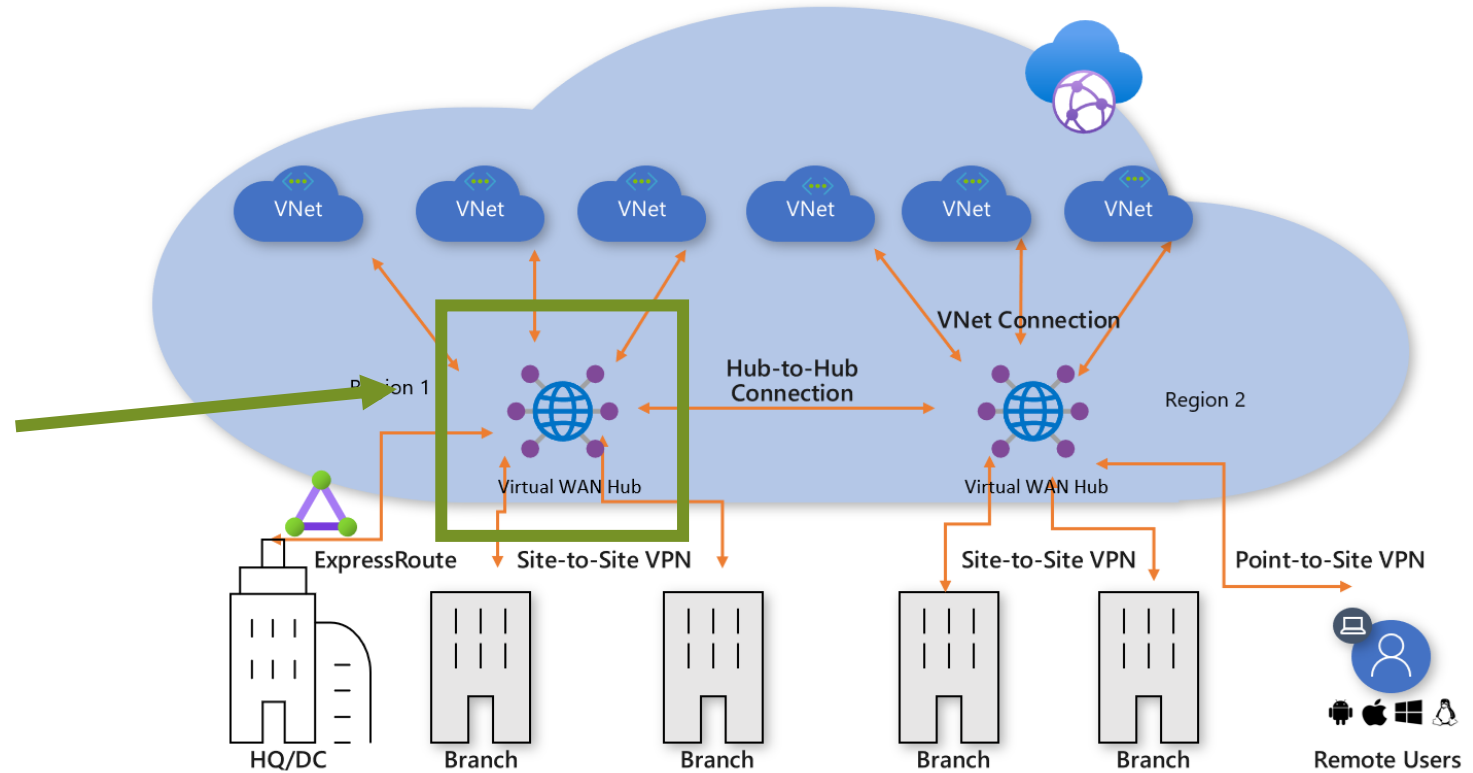 VNet
VNet
VNet
VNet
VNet
VNet
VNet Connection
Hub-to-Hub
Connection
Region 1
Region 2
Virtual WAN Hub
Virtual WAN Hub
ExpressRoute
Site-to-Site VPN
Site-to-Site VPN
Point-to-Site VPN
HQ/DC
Branch
Branch
Branch
Branch
Remote Users